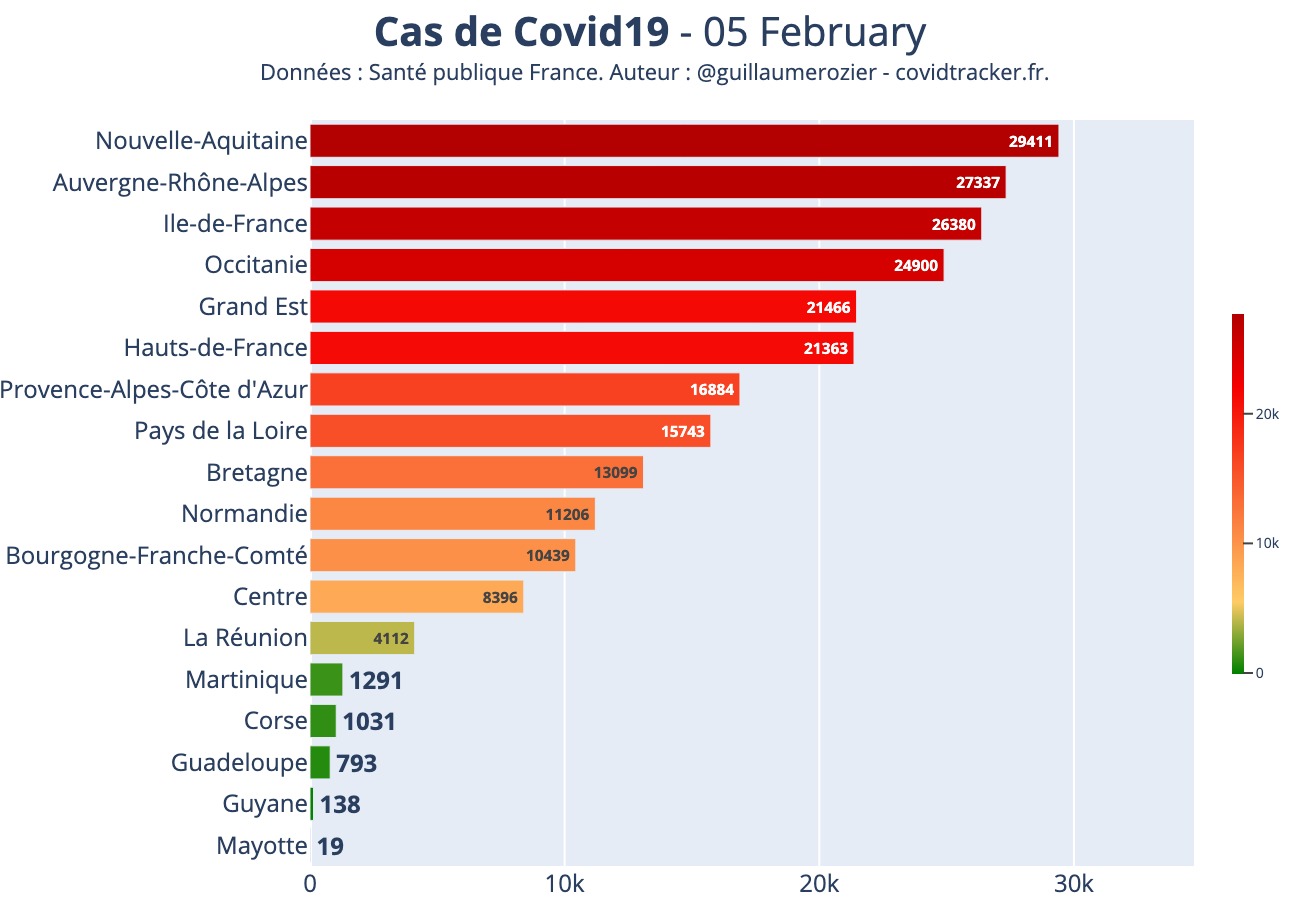 Cas de Covid19 - 05 February
Données : Santé publique France. Auteur : @guillaumerozier - covidtracker.fr.
Nouvelle-Aquitaine 29411
Auvergne-Rhône-Alpes 27337
Ile-de-France 26380
Occitanie 24900
Grand Est 21466
Hauts-de-France 21363
Provence-Alpes-Côte d'Azur 16884
Pays de la Loire 15743
Bretagne 13099
Normandie 11206
Bourgogne-Franche-Comté 10439
Centre 8396
La Réunion 4112
Martinique 1291
Corse 1031
Guadeloupe 793
Guyane 138
Mayotte 19
0 10k 20k 30k
20k
10k
0